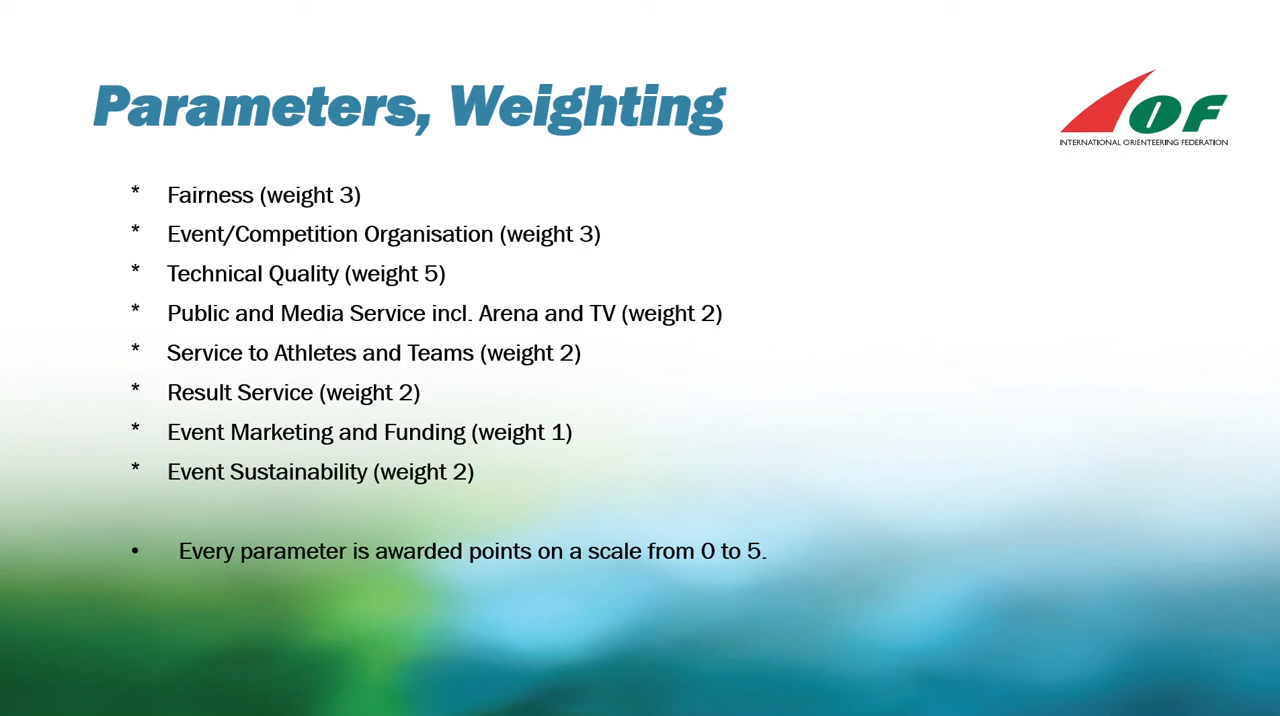 Parameters, Weighting
IOF
INTERNATIONAL ORIENTEERING FEDERATION
* Fairness (weight 3)
* Event/Competition Organisation (weight 3)
* Technical Quality (weight 5)
* Public and Media Service incl. Arena and TV (weight 2)
* Service to Athletes and Teams (weight 2)
* Result Service (weight 2)
* Event Marketing and Funding (weight 1)
* Event Sustainability (weight 2)
• Every parameter is awarded points on a scale from 0 to 5.